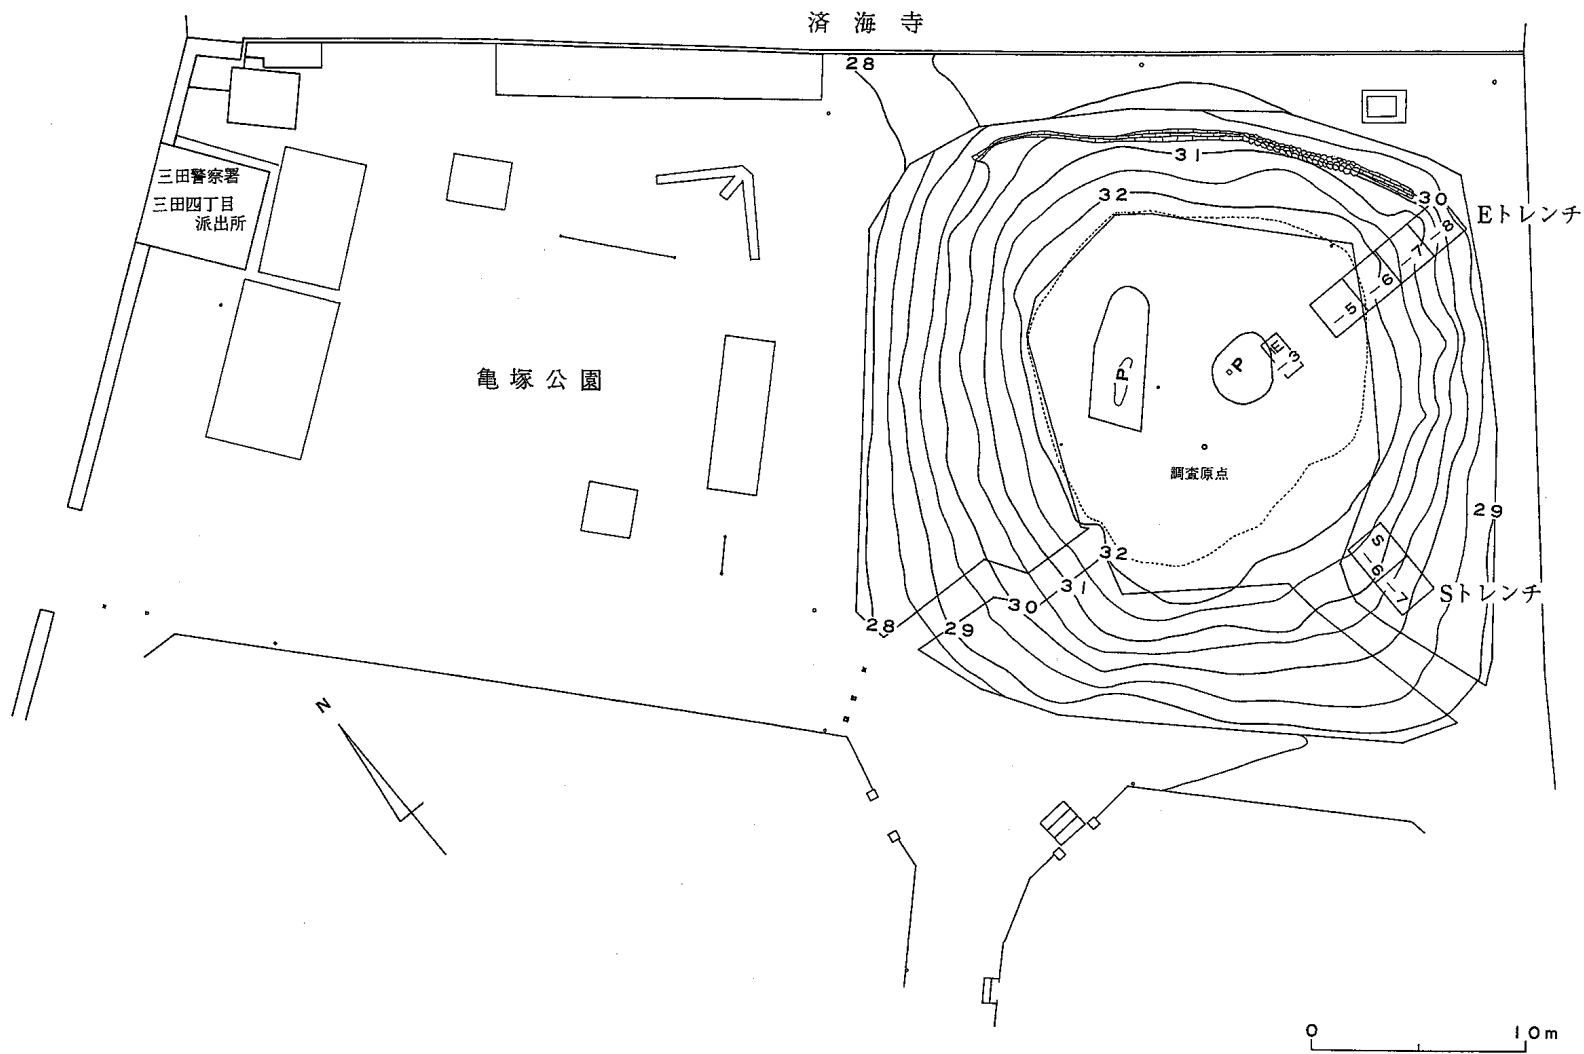 済海寺
28
31
32
30
Eトレンチ
-5 -6 -7 -8
三田警察署
三田四丁目
派出所
亀塚公園
P
P
E-3
調査原点
29
32
31
30
29
28
S -6 -7
Sトレンチ
N
0 10m